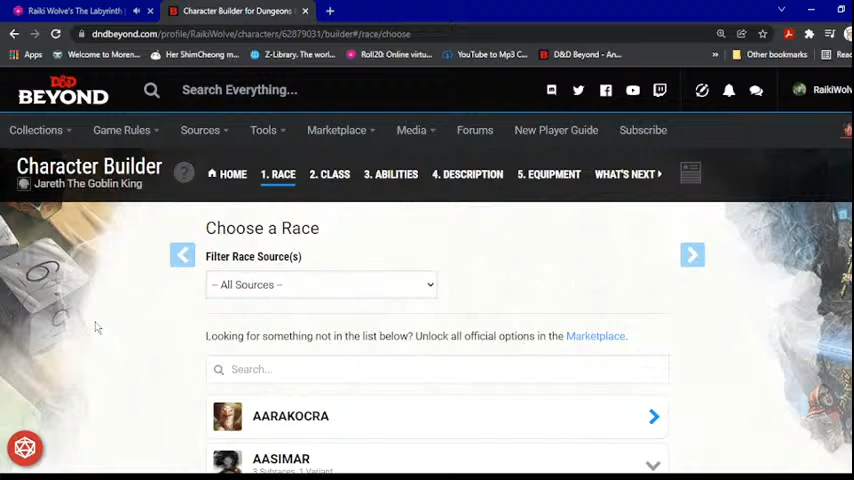 Raiki Wolve's The Labyrinth
Character Builder for Dungeons
dndbeyond.com/profile/RaikiWolve/characters/62879031/builder#/race/choose
Apps
Welcome to Moren...
Her ShimCheong m...
Z-Library. The worl...
Roll20: Online virtu...
YouTube to Mp3 C...
D&D Beyond - An...
»
Other bookmarks
D&D
BEYOND
Search Everything...
RaikiWolv
Collections
Game Rules
Sources
Tools
Marketplace
Media
Forums
New Player Guide
Subscribe
Character Builder
Jareth The Goblin King
?
HOME
1. RACE
2. CLASS
3. ABILITIES
4. DESCRIPTION
5. EQUIPMENT
WHAT'S NEXT
Choose a Race
Filter Race Source(s)
-- All Sources --
Looking for something not in the list below? Unlock all official options in the Marketplace.
Search...
AARAKOCRA
AASIMAR
3 Subraces, 1 Variant